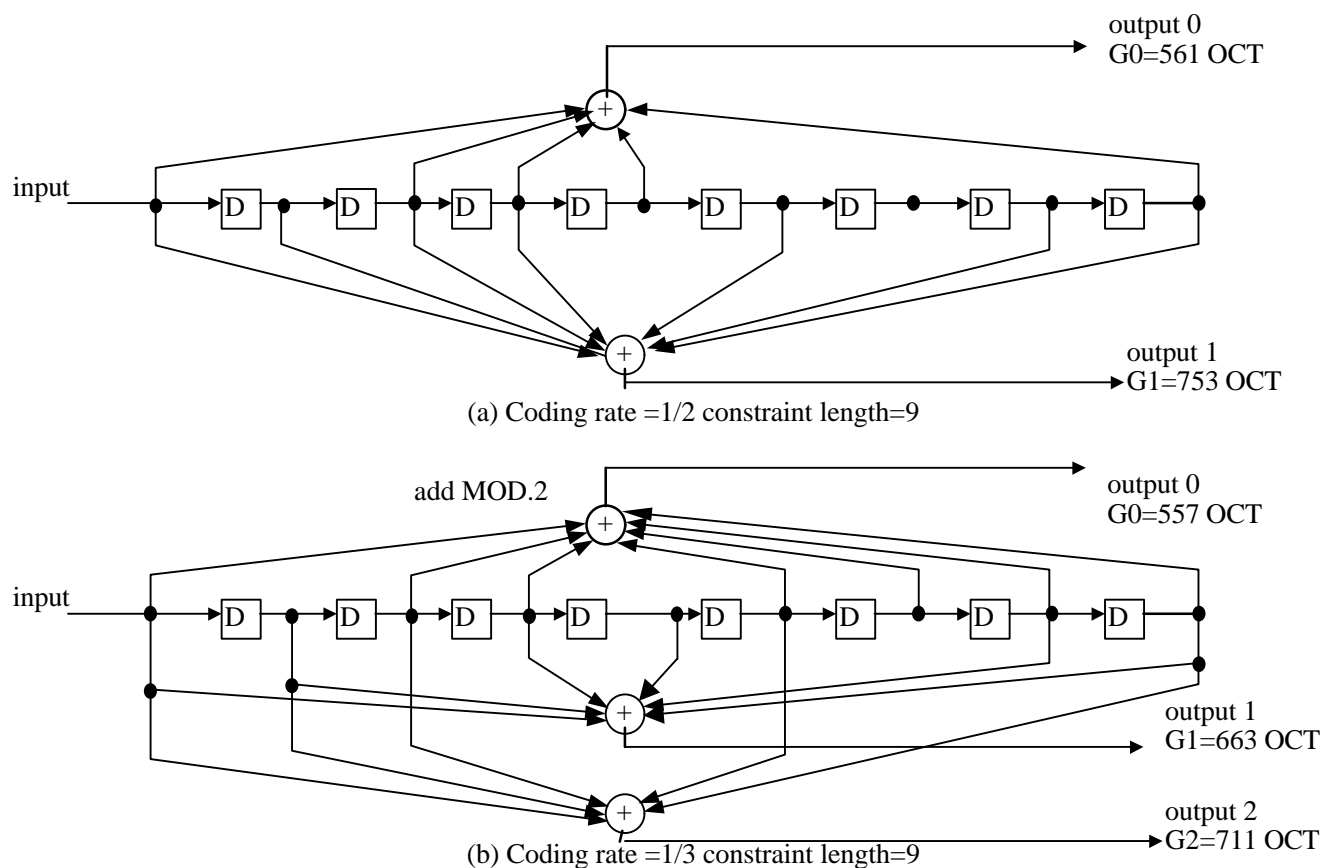 output 0
G0=561 OCT
+
input
D D D D D D D D
+
output 1
G1=753 OCT
(a) Coding rate =1/2 constraint length=9
add MOD.2
output 0
G0=557 OCT
+
input
D D D D D D D D
+
output 1
G1=663 OCT
+
output 2
G2=711 OCT
(b) Coding rate =1/3 constraint length=9